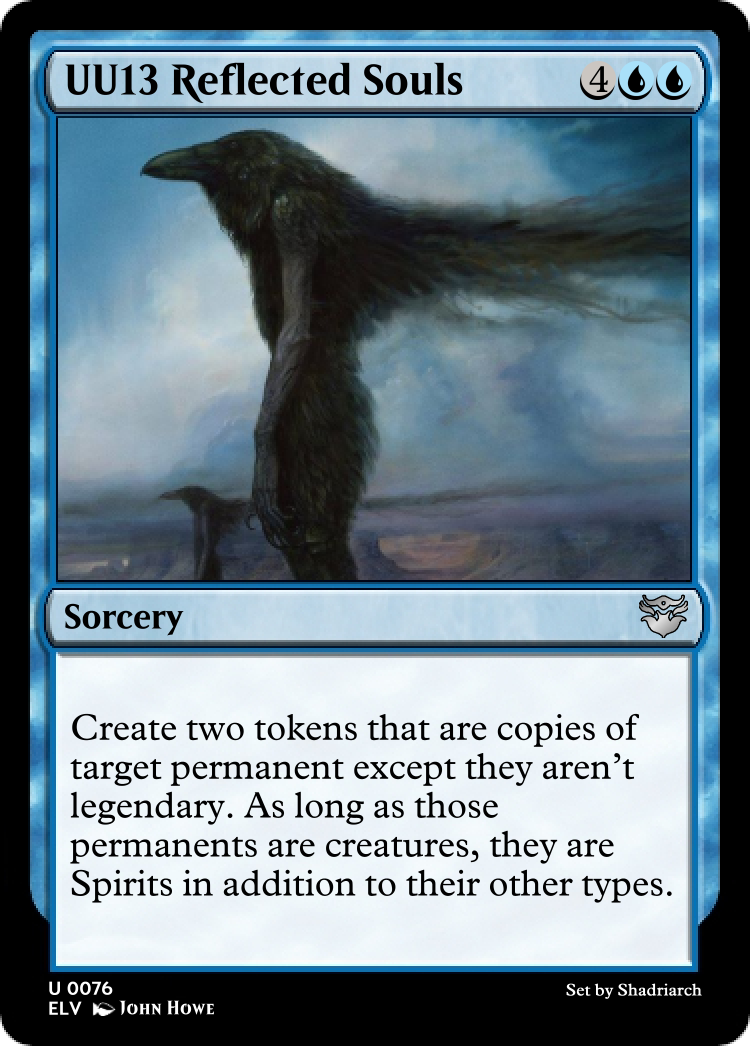 UU13 Reflected Souls 4
Sorcery
Create two tokens that are copies of
target permanent except they aren’t
legendary. As long as those
permanents are creatures, they are
Spirits in addition to their other types.
U 0076
ELV John Howe
Set by Shadriarch